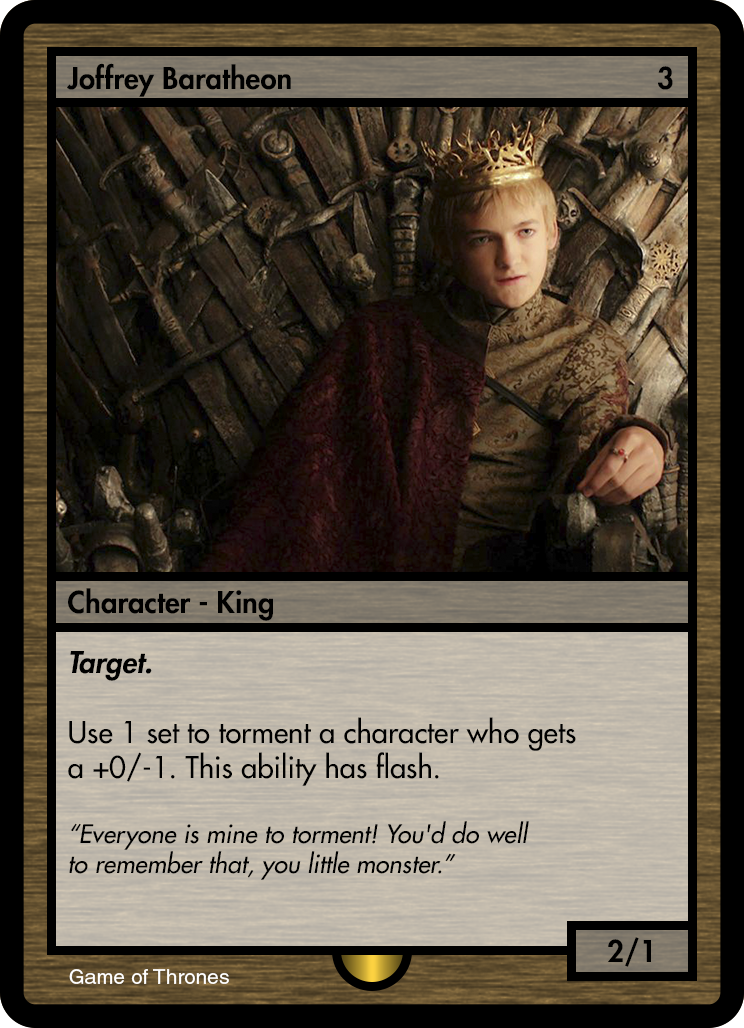 Joffrey Baratheon 3
Character - King
Target.
Use 1 set to torment a character who gets
a +0/-1. This ability has flash.
“Everyone is mine to torment! You'd do well
to remember that, you little monster.”
2/1
Game of Thrones